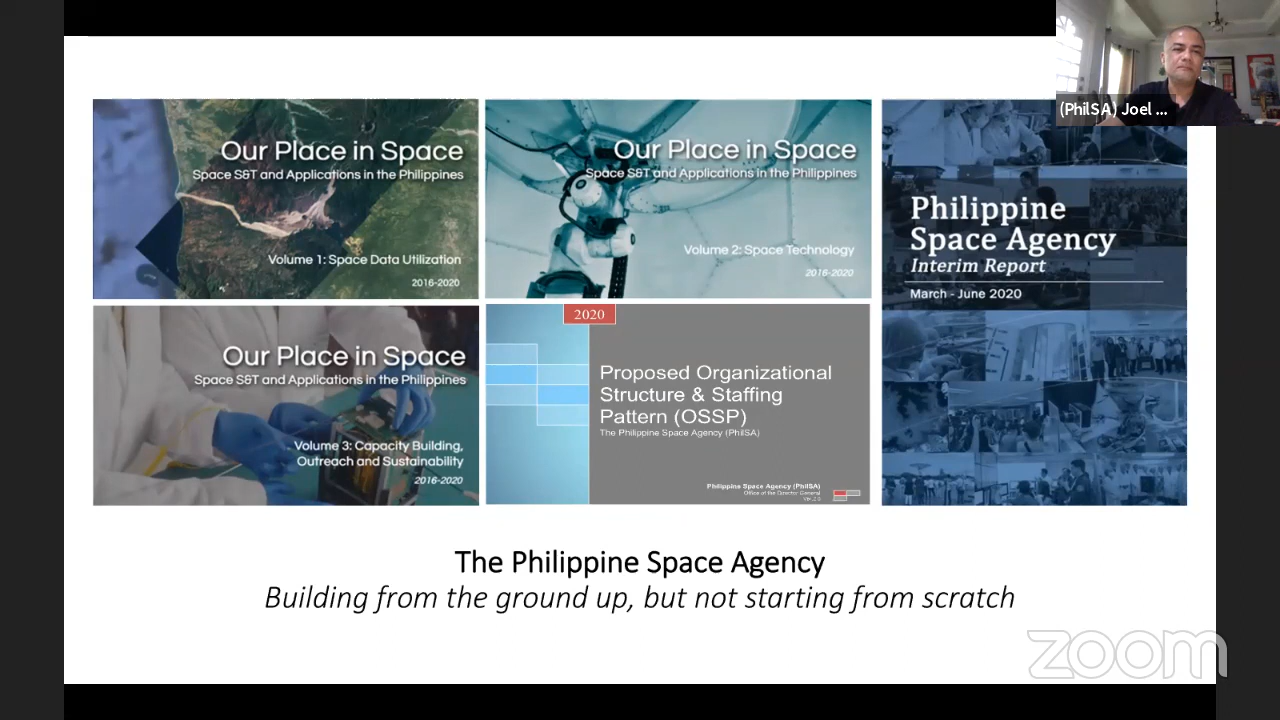 (PhilSA) Joel ...
Our Place in Space
Space S&T and Applications in the Philippines
Volume 1: Space Data Utilization
2016-2020
Our Place in Space
Space S&T and Applications in the Philippines
Volume 2: Space Technology
2016-2020
Philippine
Space Agency
Interim Report
March - June 2020
Our Place in Space
Space S&T and Applications in the Philippines
Volume 3: Capacity Building,
Outreach and Sustainability
2016-2020
2020
Proposed Organizational
Structure & Staffing
Pattern (OSSP)
The Philippine Space Agency (PhilSA)
Philippine Space Agency (PhilSA)
Office of the Director General
The Philippine Space Agency
Building from the ground up, but not starting from scratch
zoom